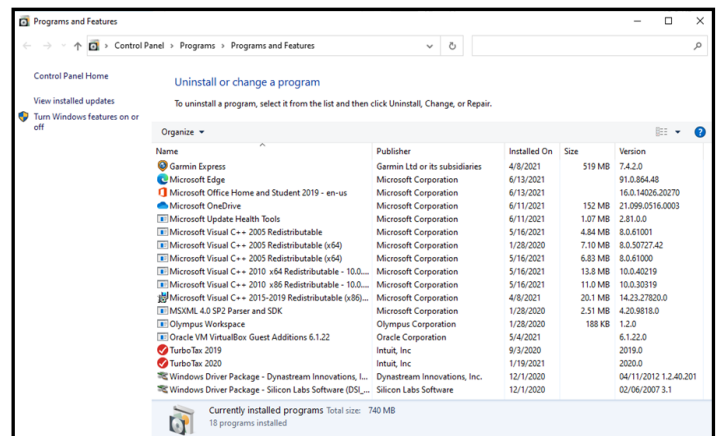 Programs and Features
Control Panel > Programs > Programs and Features
Control Panel Home
View installed updates
Turn Windows features on or
off
Uninstall or change a program
To uninstall a program, select it from the list and then click Uninstall, Change, or Repair.
Organize
Name Publisher Installed On Size Version
Garmin Express Garmin Ltd or its subsidiaries 4/8/2021 519 MB 7.4.2.0
Microsoft Edge Microsoft Corporation 6/13/2021 91.0.864.48
Microsoft Office Home and Student 2019 - en-us Microsoft Corporation 6/13/2021 16.0.14026.20270
Microsoft OneDrive Microsoft Corporation 6/11/2021 152 MB 21.099.0516.0003
Microsoft Update Health Tools Microsoft Corporation 6/11/2021 1.07 MB 2.81.0.0
Microsoft Visual C++ 2005 Redistributable Microsoft Corporation 5/16/2021 4.84 MB 8.0.61001
Microsoft Visual C++ 2005 Redistributable (x64) Microsoft Corporation 1/28/2020 7.10 MB 8.0.50727.42
Microsoft Visual C++ 2005 Redistributable (x64) Microsoft Corporation 5/16/2021 6.83 MB 8.0.61000
Microsoft Visual C++ 2010 x64 Redistributable - 10.0.... Microsoft Corporation 5/16/2021 13.8 MB 10.0.40219
Microsoft Visual C++ 2010 x86 Redistributable - 10.0.... Microsoft Corporation 5/16/2021 11.0 MB 10.0.30319
Microsoft Visual C++ 2015-2019 Redistributable (x86)... Microsoft Corporation 4/8/2021 20.1 MB 14.23.27820.0
MSXML 4.0 SP2 Parser and SDK Microsoft Corporation 1/28/2020 2.51 MB 4.20.9818.0
Olympus Workspace Olympus Corporation 1/28/2020 188 KB 1.2.0
Oracle VM VirtualBox Guest Additions 6.1.22 Oracle Corporation 5/4/2021 6.1.22.0
TurboTax 2019 Intuit, Inc 9/3/2020 2019.0
TurboTax 2020 Intuit, Inc 1/19/2021 2020.0
Windows Driver Package - Dynastream Innovations, I... Dynastream Innovations, Inc. 12/1/2020 04/11/2012 1.2.40.201
Windows Driver Package - Silicon Labs Software (DSI_... Silicon Labs Software 12/1/2020 02/06/2007 3.1
Currently installed programs Total size: 740 MB
18 programs installed